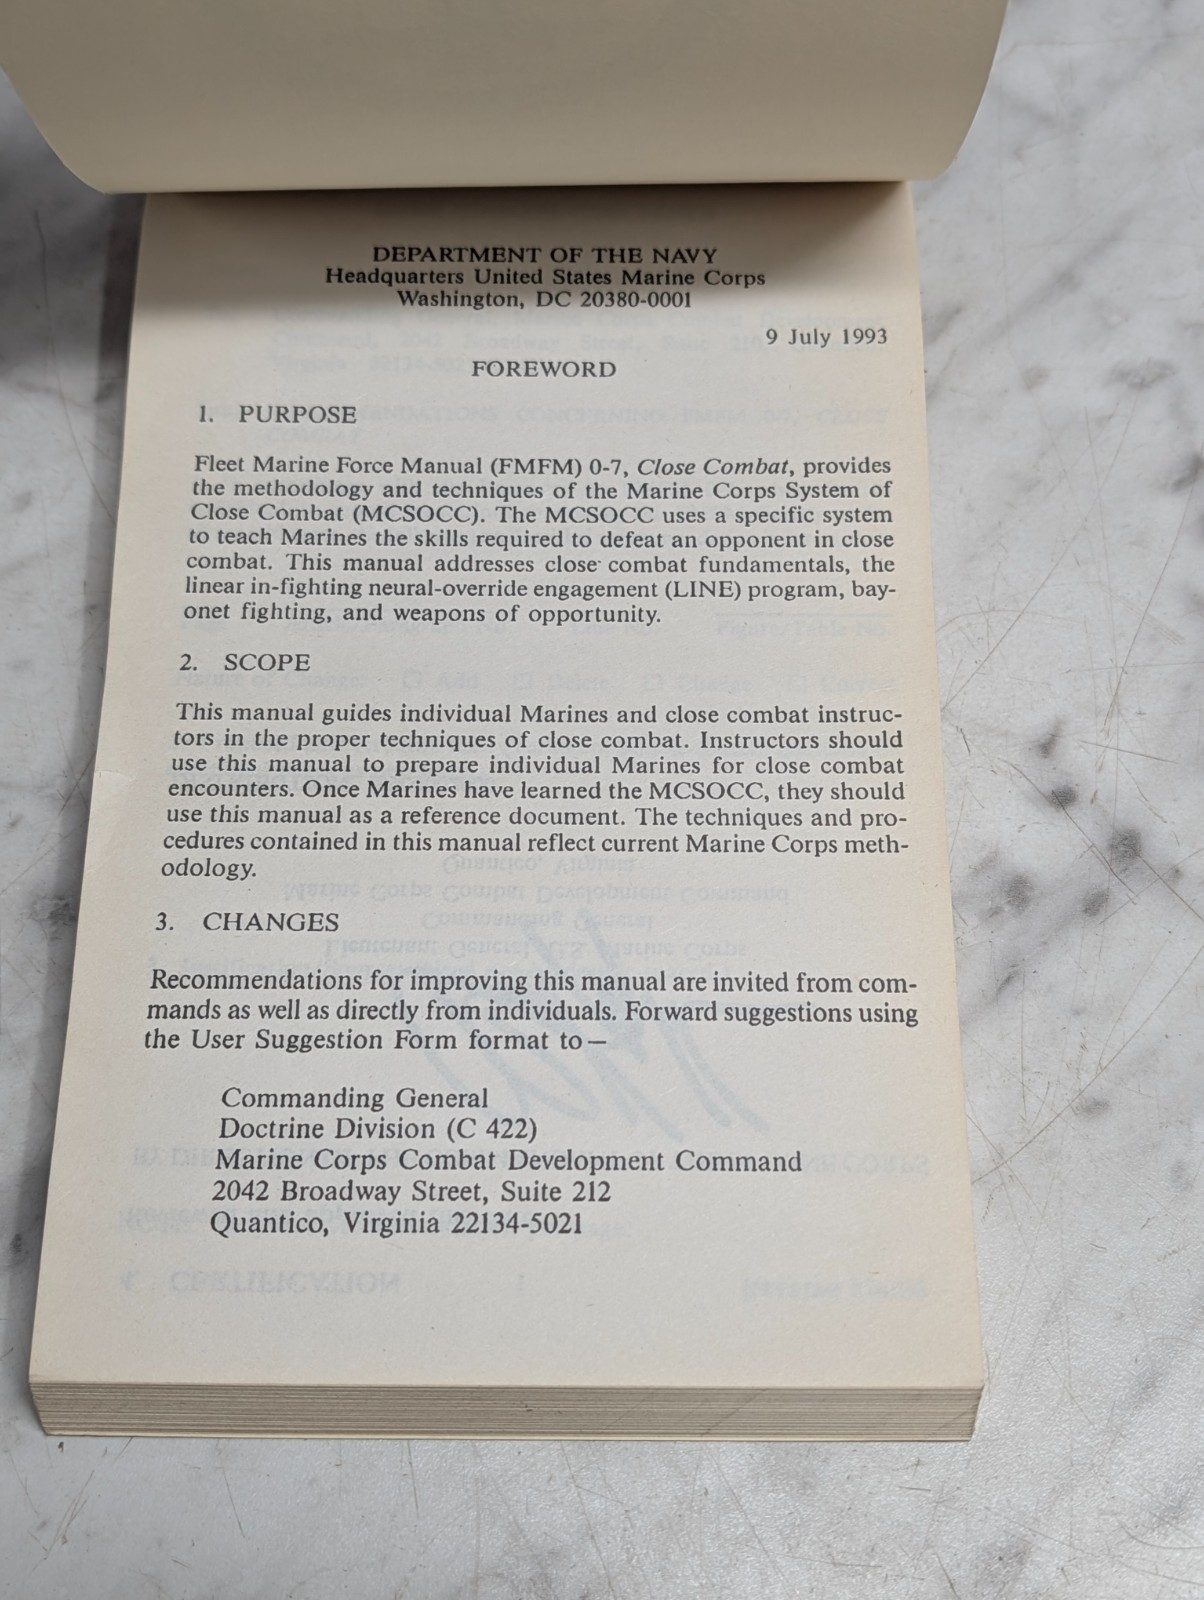 DEPARTMENT OF THE NAVY
Headquarters United States Marine Corps
Washington, DC 20380-0001
9 July 1993
FOREWORD
1. PURPOSE
Fleet Marine Force Manual (FMFM) 0-7, Close Combat, provides
the methodology and techniques of the Marine Corps System of
Close Combat (MCSOCC). The MCSOCC uses a specific system
to teach Marines the skills required to defeat an opponent in close
combat. This manual addresses close combat fundamentals, the
linear in-fighting neural-override engagement (LINE) program, bay-
onet fighting, and weapons of opportunity.
2. SCOPE
This manual guides individual Marines and close combat instruc-
tors in the proper techniques of close combat. Instructors should
use this manual to prepare individual Marines for close combat
encounters. Once Marines have learned the MCSOCC, they should
use this manual as a reference document. The techniques and pro-
cedures contained in this manual reflect current Marine Corps meth-
odology.
3. CHANGES
Recommendations for improving this manual are invited from com-
mands as well as directly from individuals. Forward suggestions using
the User Suggestion Form format to —
Commanding General
Doctrine Division (C 422)
Marine Corps Combat Development Command
2042 Broadway Street, Suite 212
Quantico, Virginia 22134-5021